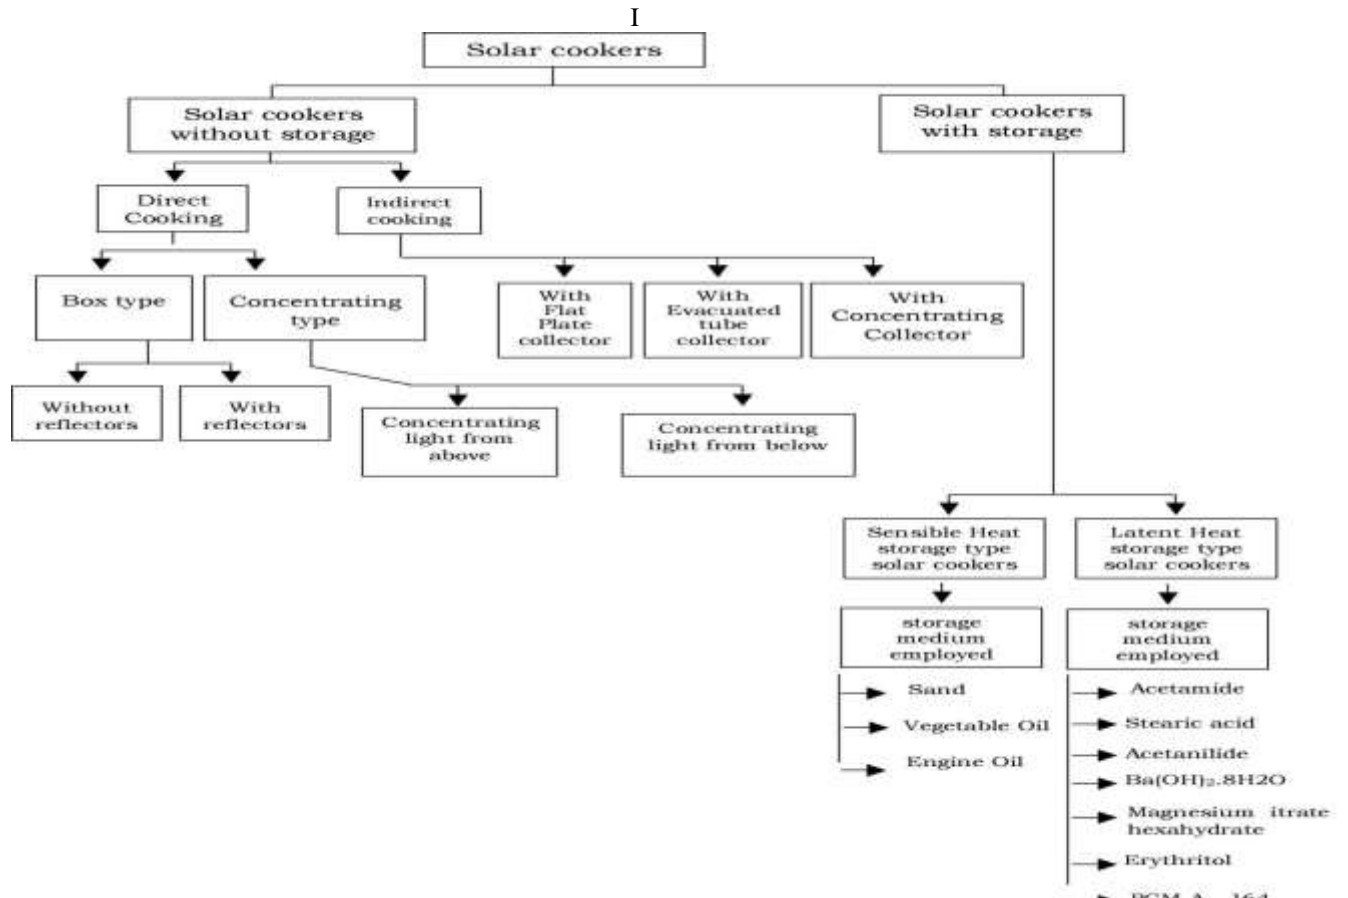 I
Solar cookers
Solar cookers
without storage
Solar cookers
with storage
Direct
Cooking
Indirect
cooking
Box type
Concentrating
type
With
Flat
Plate
collector
With
Evacuated
tube
collector
With
Concentrating
Collector
Without
reflectors
With
reflectors
Concentrating
light from
above
Concentrating
light from below
Sensible Heat
storage type
solar cookers
Latent Heat
storage type
solar cookers
storage
medium
employed
storage
medium
employed
Sand
Vegetable Oil
Engine Oil
Acetamide
Stearic acid
Acetanilide
Ba(OH)₂.8H2O
Magnesium itrate
hexahydrate
Erythritol